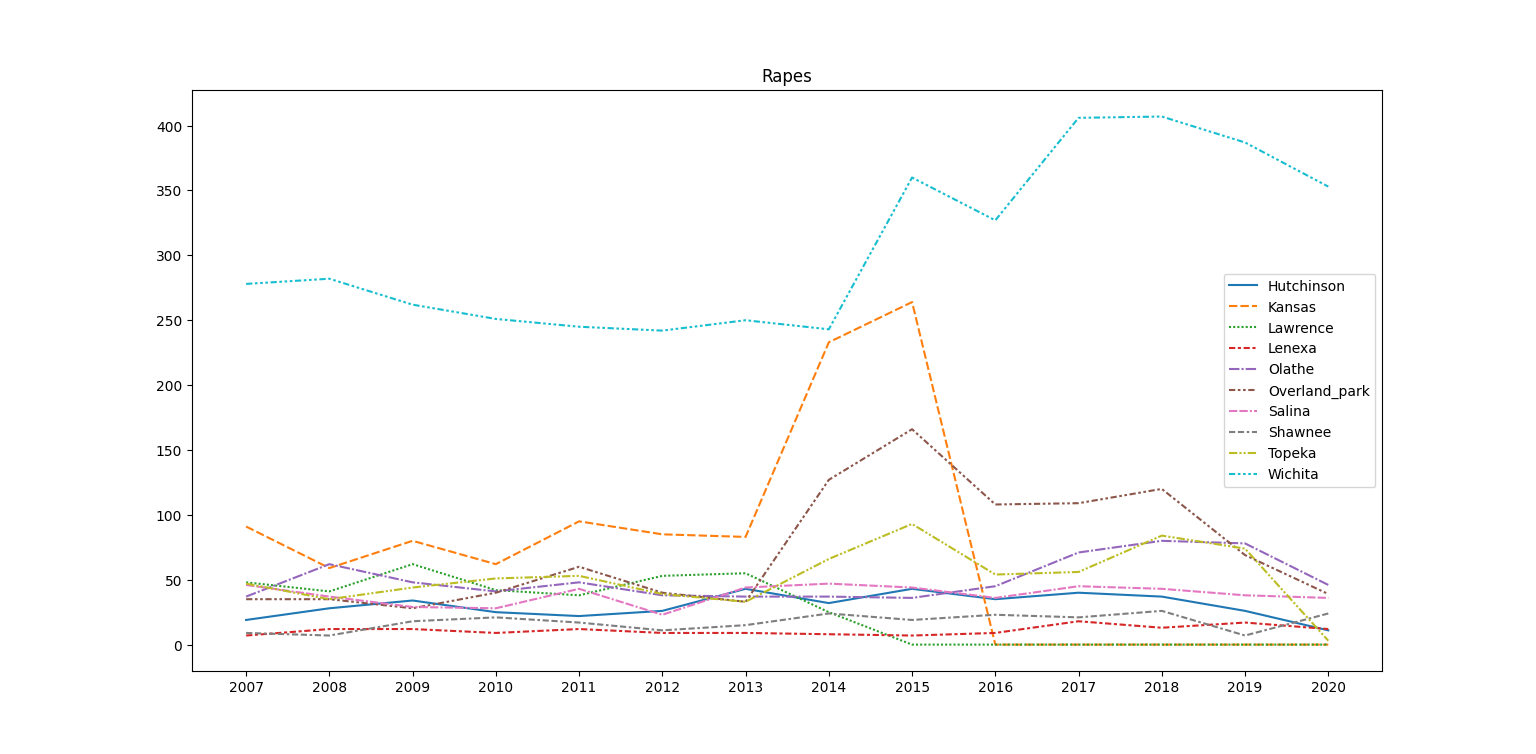 Rapes
400
350
300
250
200
150
100
50
0
2007 2008 2009 2010 2011 2012 2013 2014 2015 2016 2017 2018 2019 2020
Hutchinson
Kansas
Lawrence
Lenexa
Olathe
Overland_park
Salina
Shawnee
Topeka
Wichita